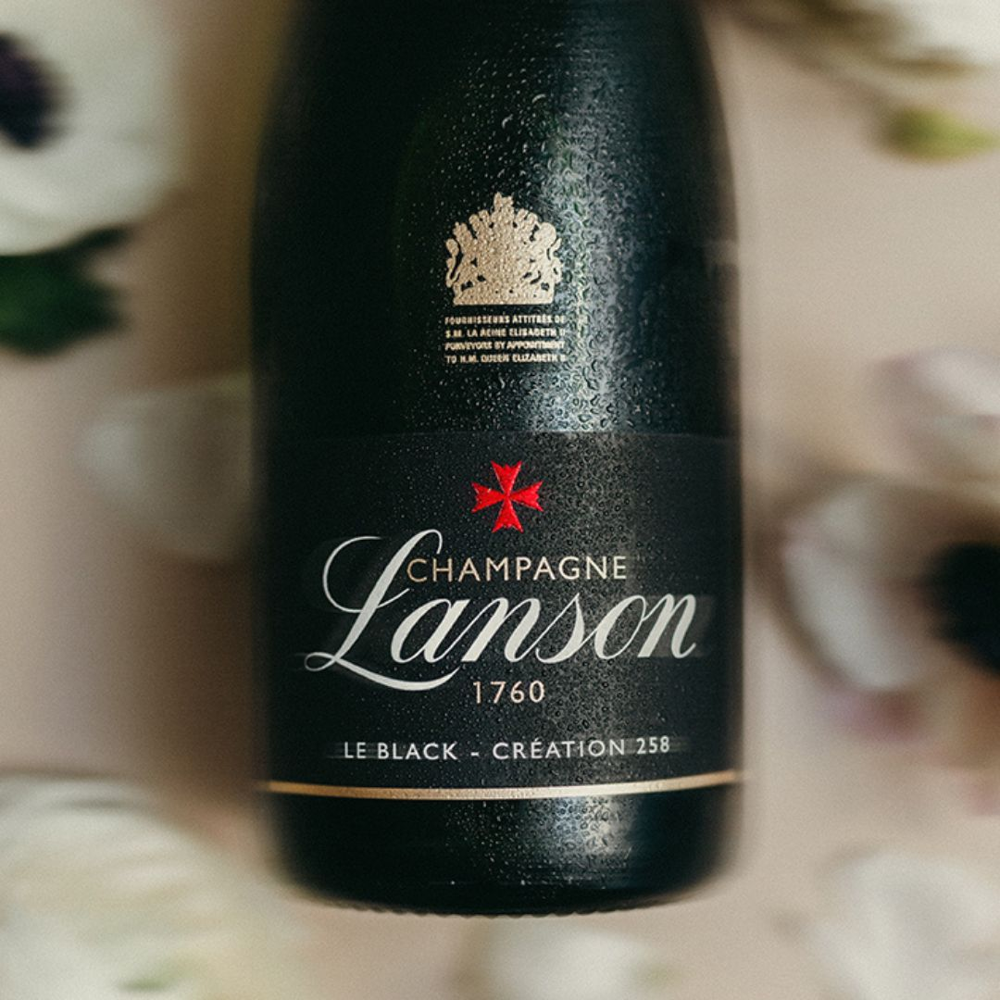 FOURNISSEURS ATTITRÉS DE
S.M. LA REINE ELISABETH II
PURVEYORS BY APPOINTMENT
TO H.M. QUEEN ELIZABETH II
CHAMPAGNE
Lanson
1760
LE BLACK - CRÉATION 258